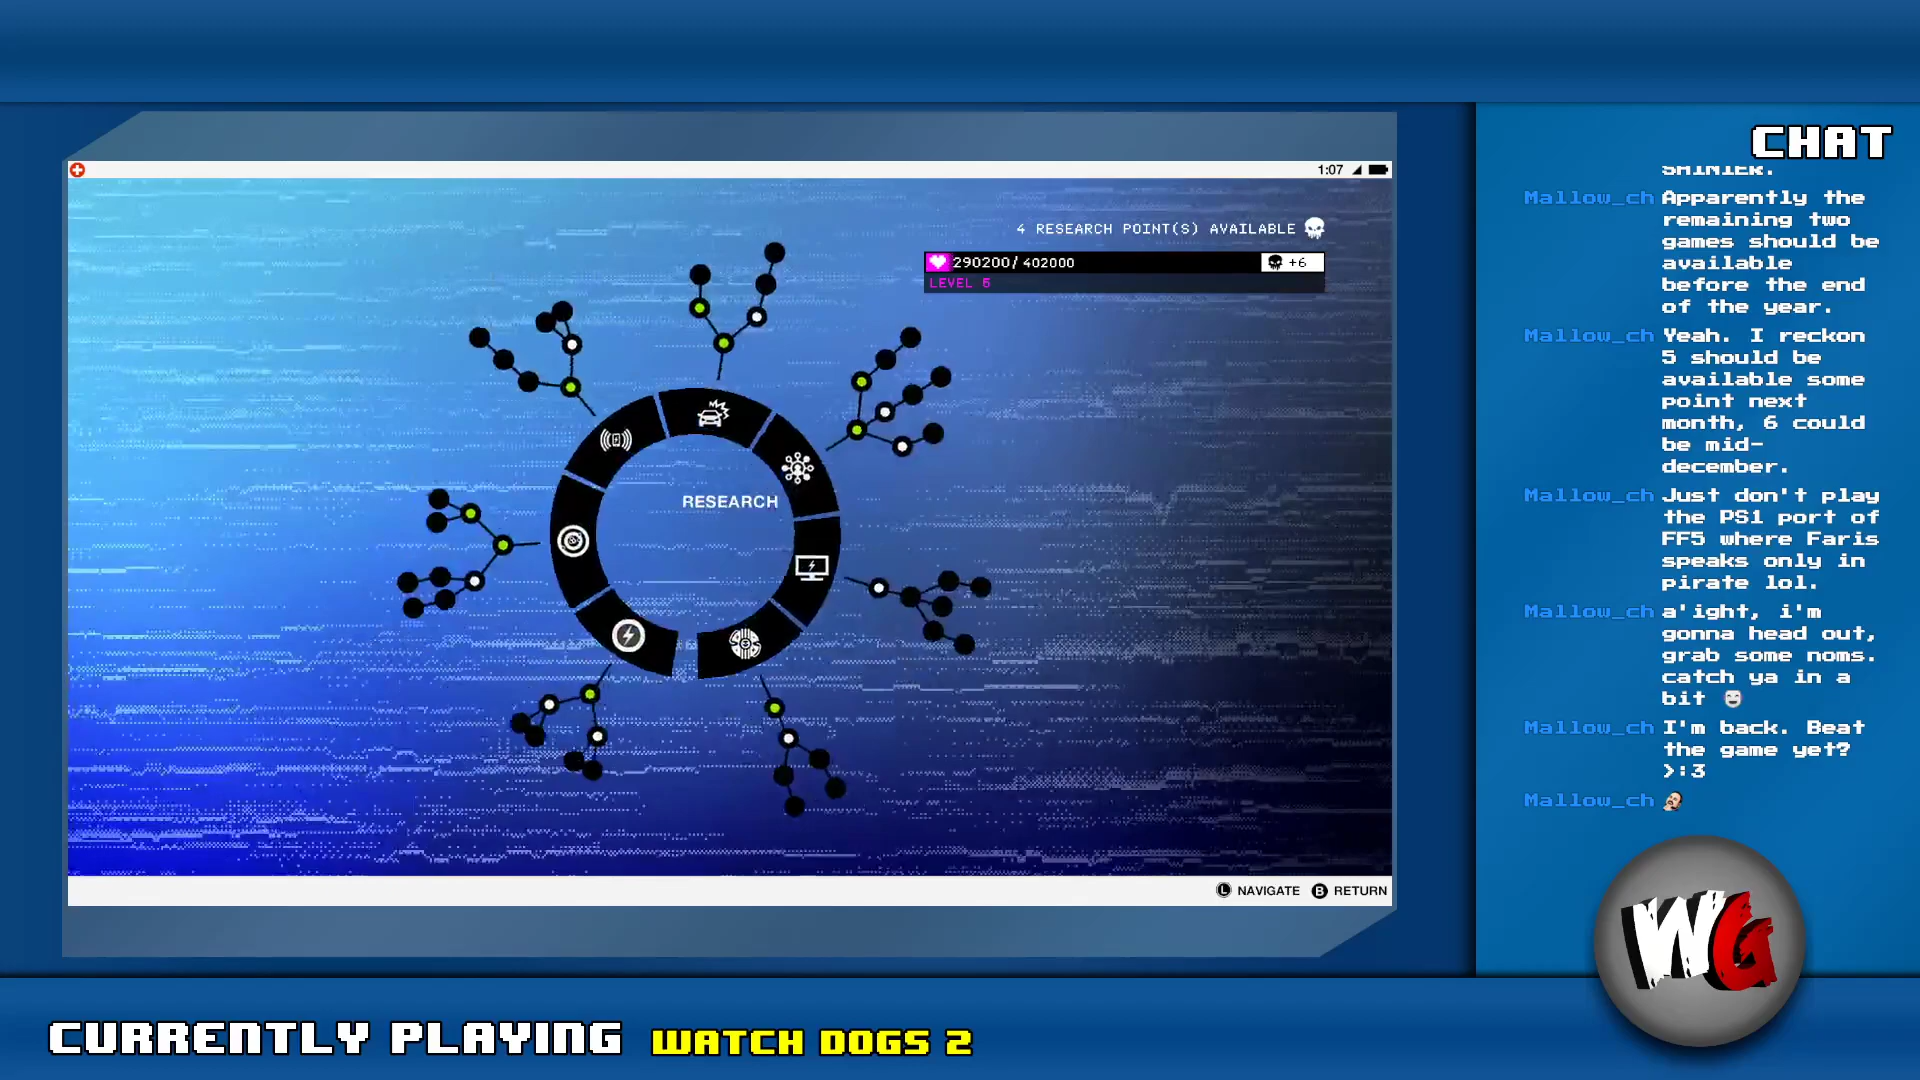 CHAT
SHINIER.
Mallow_ch Apparently the
remaining two
games should be
available
before the end
of the year.
Mallow_ch Yeah. I reckon
5 should be
available some
point next
month, 6 could
be mid-
december.
Mallow_ch Just don't play
the PS1 port of
FF5 where Faris
speaks only in
pirate lol.
Mallow_ch a'ight, i'm
gonna head out,
grab some noms.
catch ya in a
bit
Mallow_ch I'm back. Beat
the game yet?
>:3
Mallow_ch
1:07
4 RESEARCH POINT(S) AVAILABLE
290200/402000
+6
LEVEL 5
RESEARCH
L NAVIGATE B RETURN
WG
CURRENTLY PLAYING WATCH DOGS 2